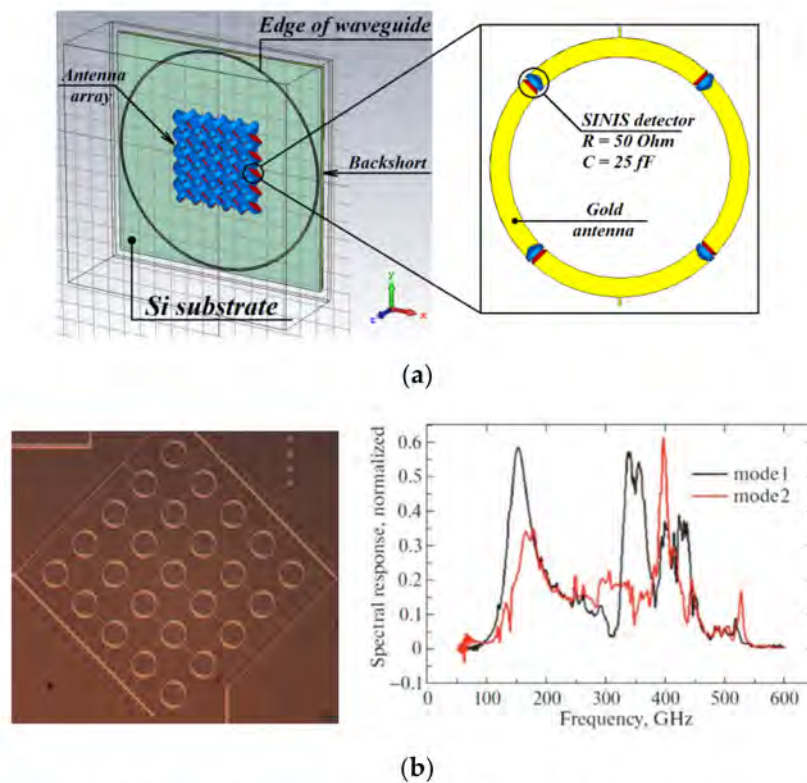 Edge of waveguide
Antenna
array
Backshort
Si substrate
y
x
z
SINIS detector
R = 50 Ohm
C = 25 fF
Gold
antenna
(a)
Spectral response, normalized
0.6
0.5
0.4
0.3
0.2
0.1
0
−0.1
mode1
mode2
0 100 200 300 400 500 600
Frequency, GHz
(b)